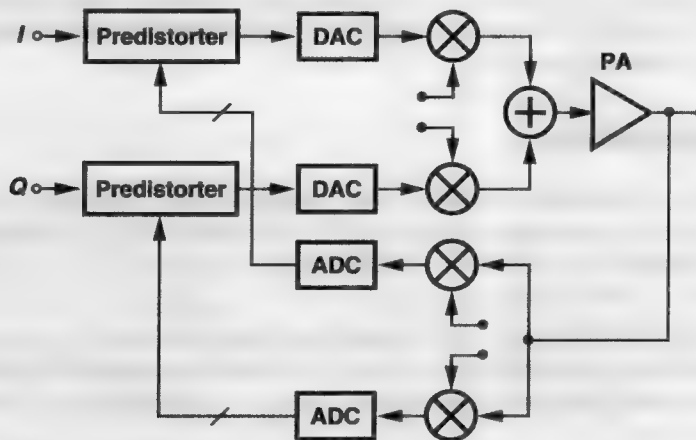 I
Predistorter
DAC
PA
Q
Predistorter
DAC
ADC
ADC